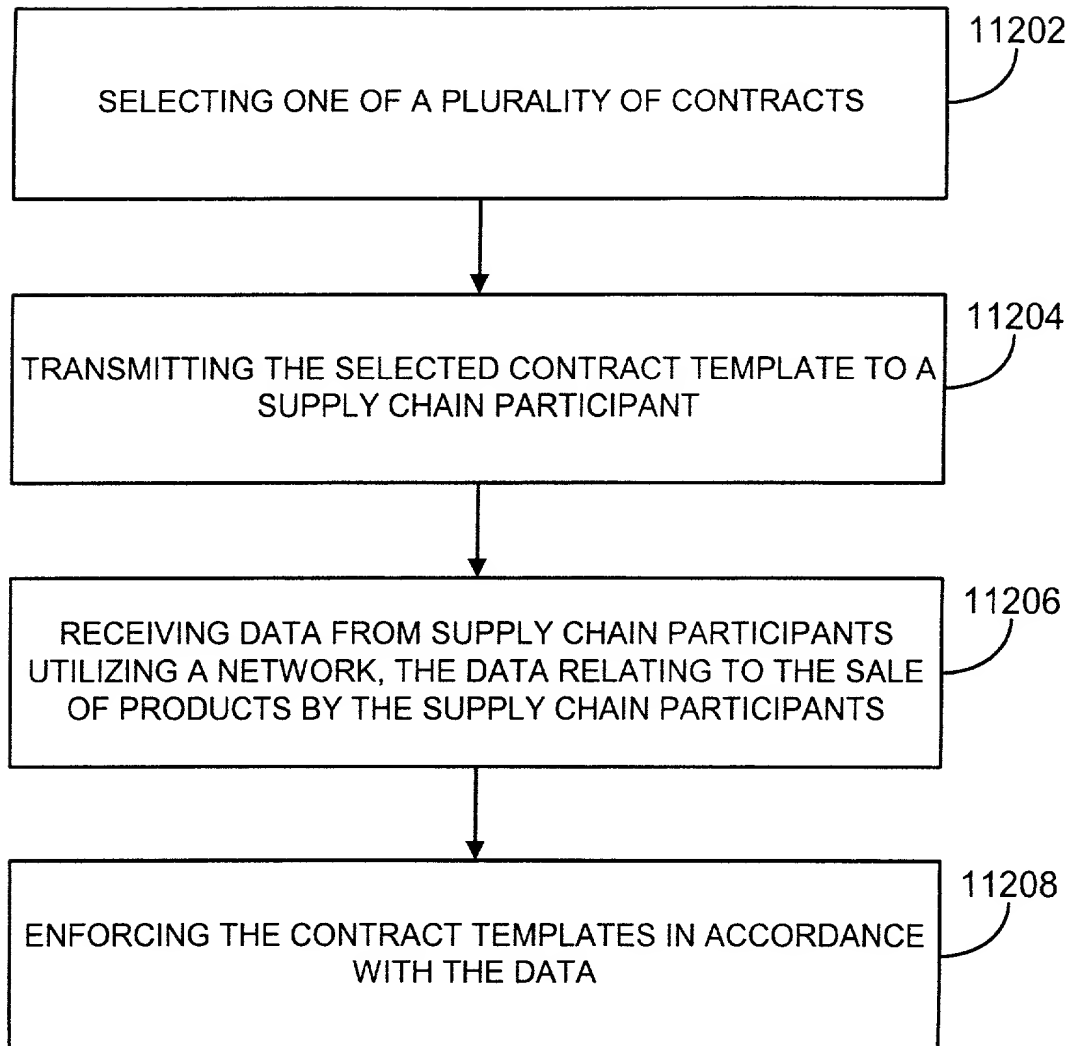 11202
SELECTING ONE OF A PLURALITY OF CONTRACTS
11204
TRANSMITTING THE SELECTED CONTRACT TEMPLATE TO A
SUPPLY CHAIN PARTICIPANT
11206
RECEIVING DATA FROM SUPPLY CHAIN PARTICIPANTS
UTILIZING A NETWORK, THE DATA RELATING TO THE SALE
OF PRODUCTS BY THE SUPPLY CHAIN PARTICIPANTS
11208
ENFORCING THE CONTRACT TEMPLATES IN ACCORDANCE
WITH THE DATA